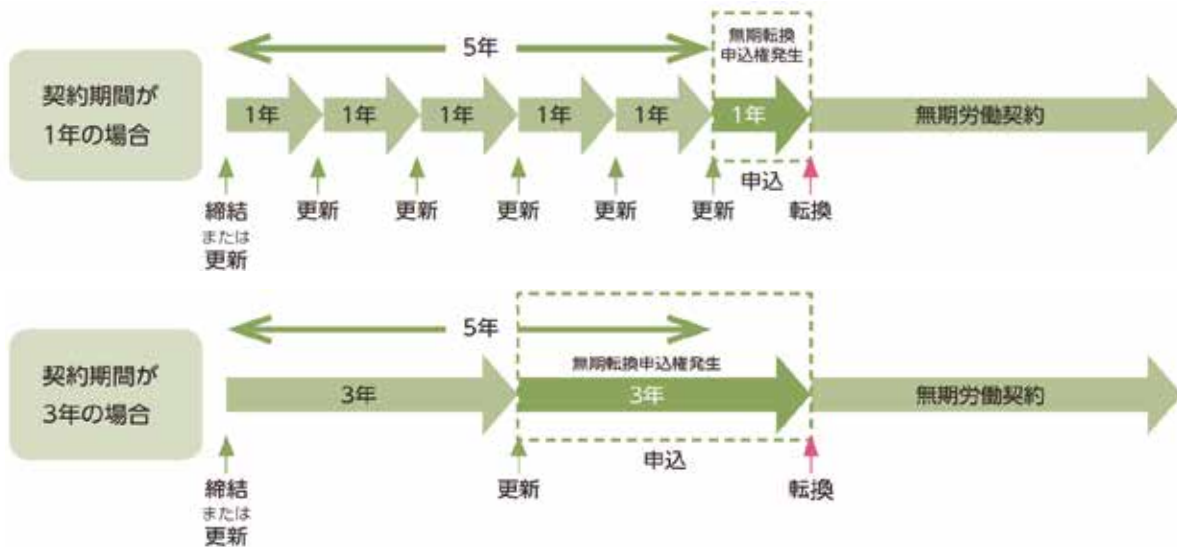 5年
無期転換
申込権発生
契約期間が
1年の場合
1年
1年
1年
1年
1年
1年
無期労働契約
申込
締結
または
更新
更新
更新
更新
更新
更新
転換
5年
無期転換申込権発生
契約期間が
3年の場合
3年
3年
無期労働契約
申込
締結
または
更新
更新
転換